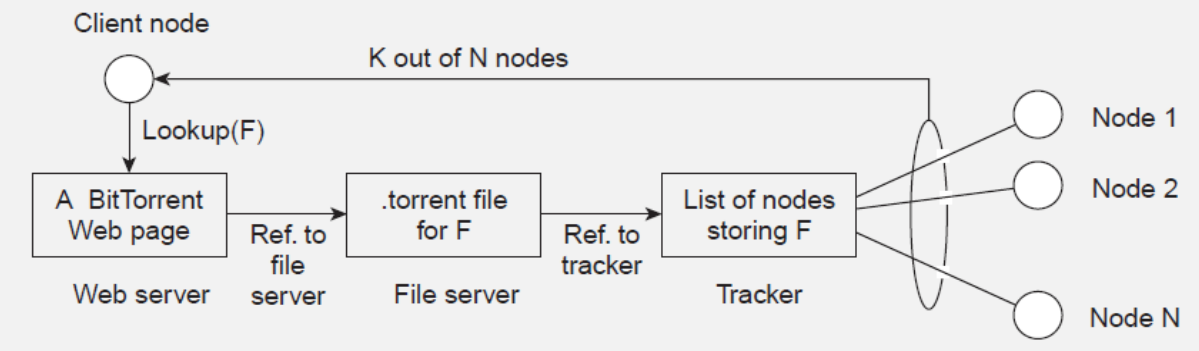 Client node
K out of N nodes
Lookup(F)
A BitTorrent
Web page
Ref. to
file
server
Web server
.torrent file
for F
Ref. to
tracker
File server
List of nodes
storing F
Tracker
Node 1
Node 2
Node N